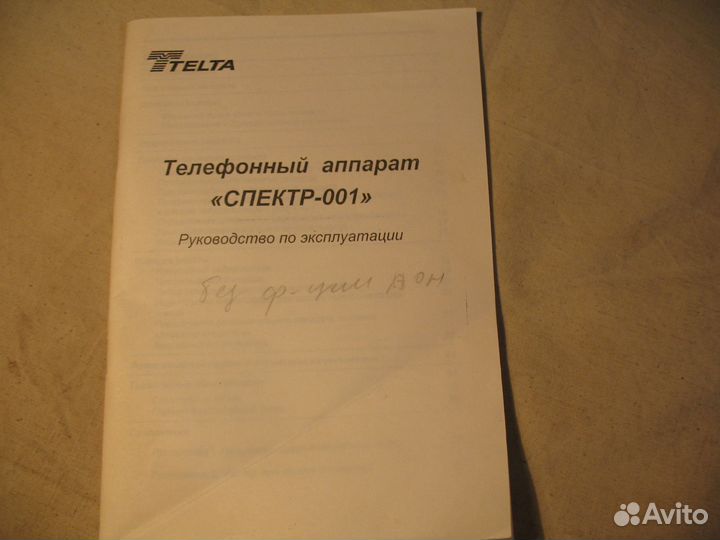 TELTA
Телефонный аппарат
«СПЕКТР-001»
Руководство по эксплуатации
без ф-ции АОН
Avito